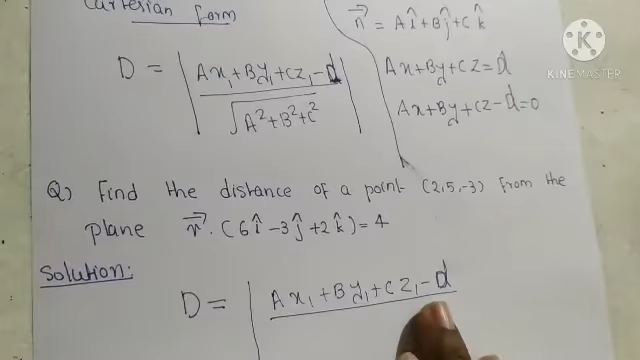 Cartesian form
D = | Ax₁+By₁+Cz₁-d / √A²+B²+C² |
n⃗ = Aî+Bĵ+Ck̂
Ax+By+Cz=d
Ax+By+Cz-d=0
Q) Find the distance of a point (2,5,-3) from the
plane r⃗.(6î-3ĵ+2k̂)=4
Solution:
D = | Ax₁+By₁+Cz₁-d
KINEMASTER